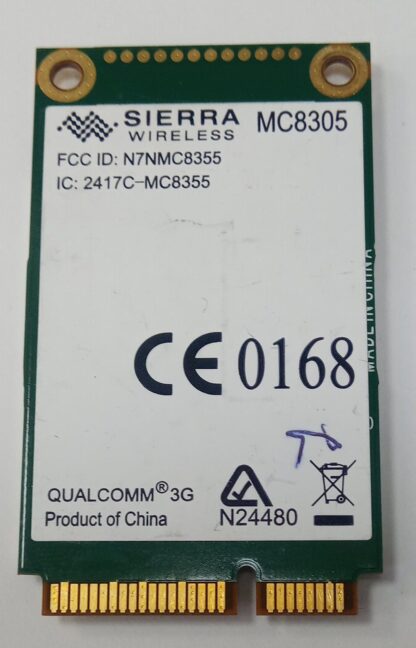 SIERRA MC8305
WIRELESS
FCC ID: N7NMC8355
IC: 2417C-MC8355
MADE IN CHINA
CE 0168
QUALCOMM® 3G
Product of China N24480